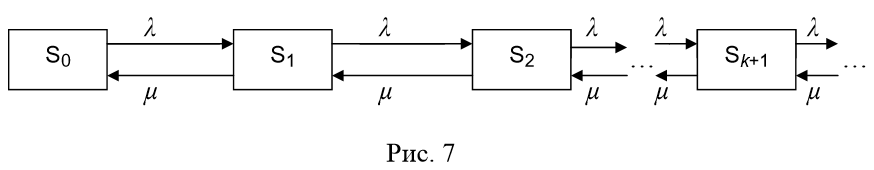 λ λ λ λ λ
S0 S1 S2 … Sk+1 …
μ μ μ μ μ
Рис. 7